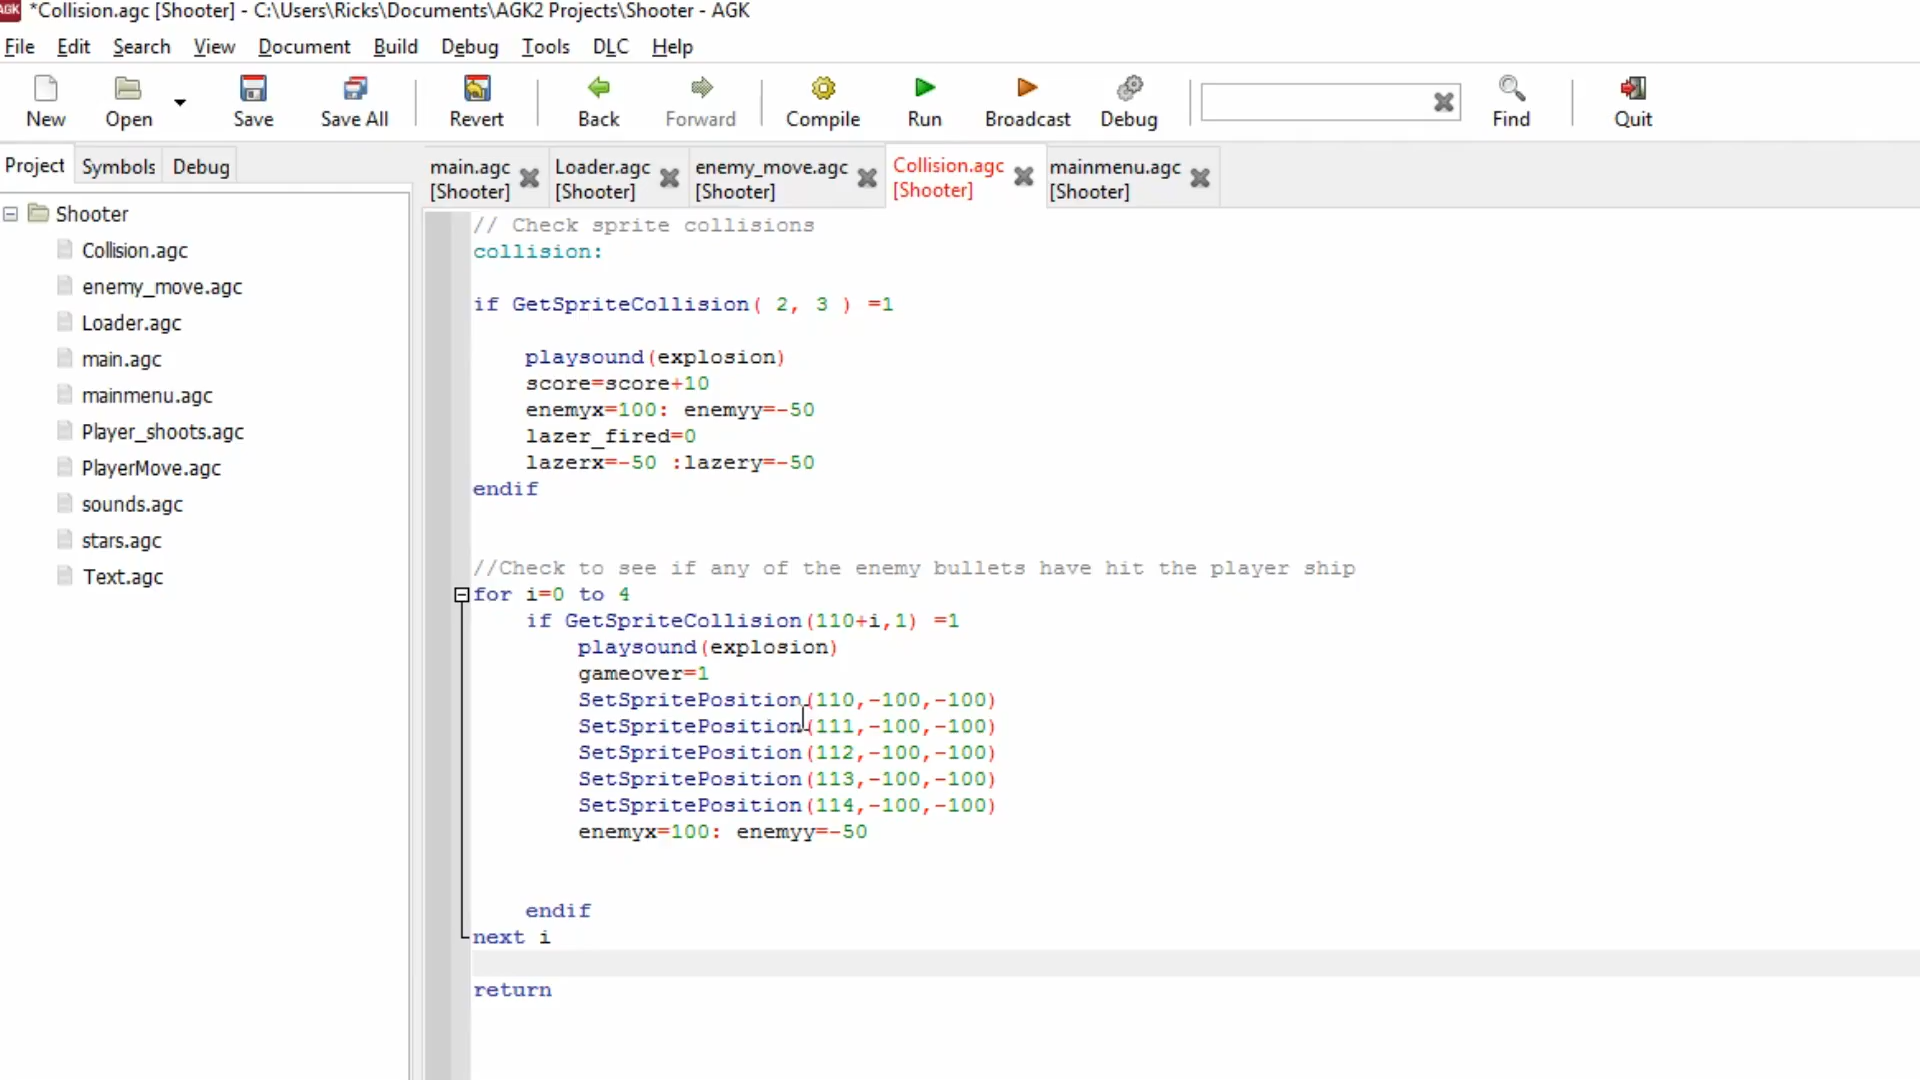 AGK *Collision.agc [Shooter] - C:\Users\Ricks\Documents\AGK2 Projects\Shooter - AGK
File Edit Search View Document Build Debug Tools DLC Help
New Open Save Save All Revert Back Forward Compile Run Broadcast Debug Find Quit
Project Symbols Debug
main.agc [Shooter]
Loader.agc [Shooter]
enemy_move.agc [Shooter]
Collision.agc [Shooter]
mainmenu.agc [Shooter]
Shooter
Collision.agc
enemy_move.agc
Loader.agc
main.agc
mainmenu.agc
Player_shoots.agc
PlayerMove.agc
sounds.agc
stars.agc
Text.agc
// Check sprite collisions
collision:
if GetSpriteCollision( 2, 3 ) =1
playsound(explosion)
score=score+10
enemyx=100: enemyy=-50
lazer_fired=0
lazerx=-50 :lazery=-50
endif
//Check to see if any of the enemy bullets have hit the player ship
for i=0 to 4
if GetSpriteCollision(110+i,1) =1
playsound(explosion)
gameover=1
SetSpritePosition(110,-100,-100)
SetSpritePosition(111,-100,-100)
SetSpritePosition(112,-100,-100)
SetSpritePosition(113,-100,-100)
SetSpritePosition(114,-100,-100)
enemyx=100: enemyy=-50
endif
next i
return